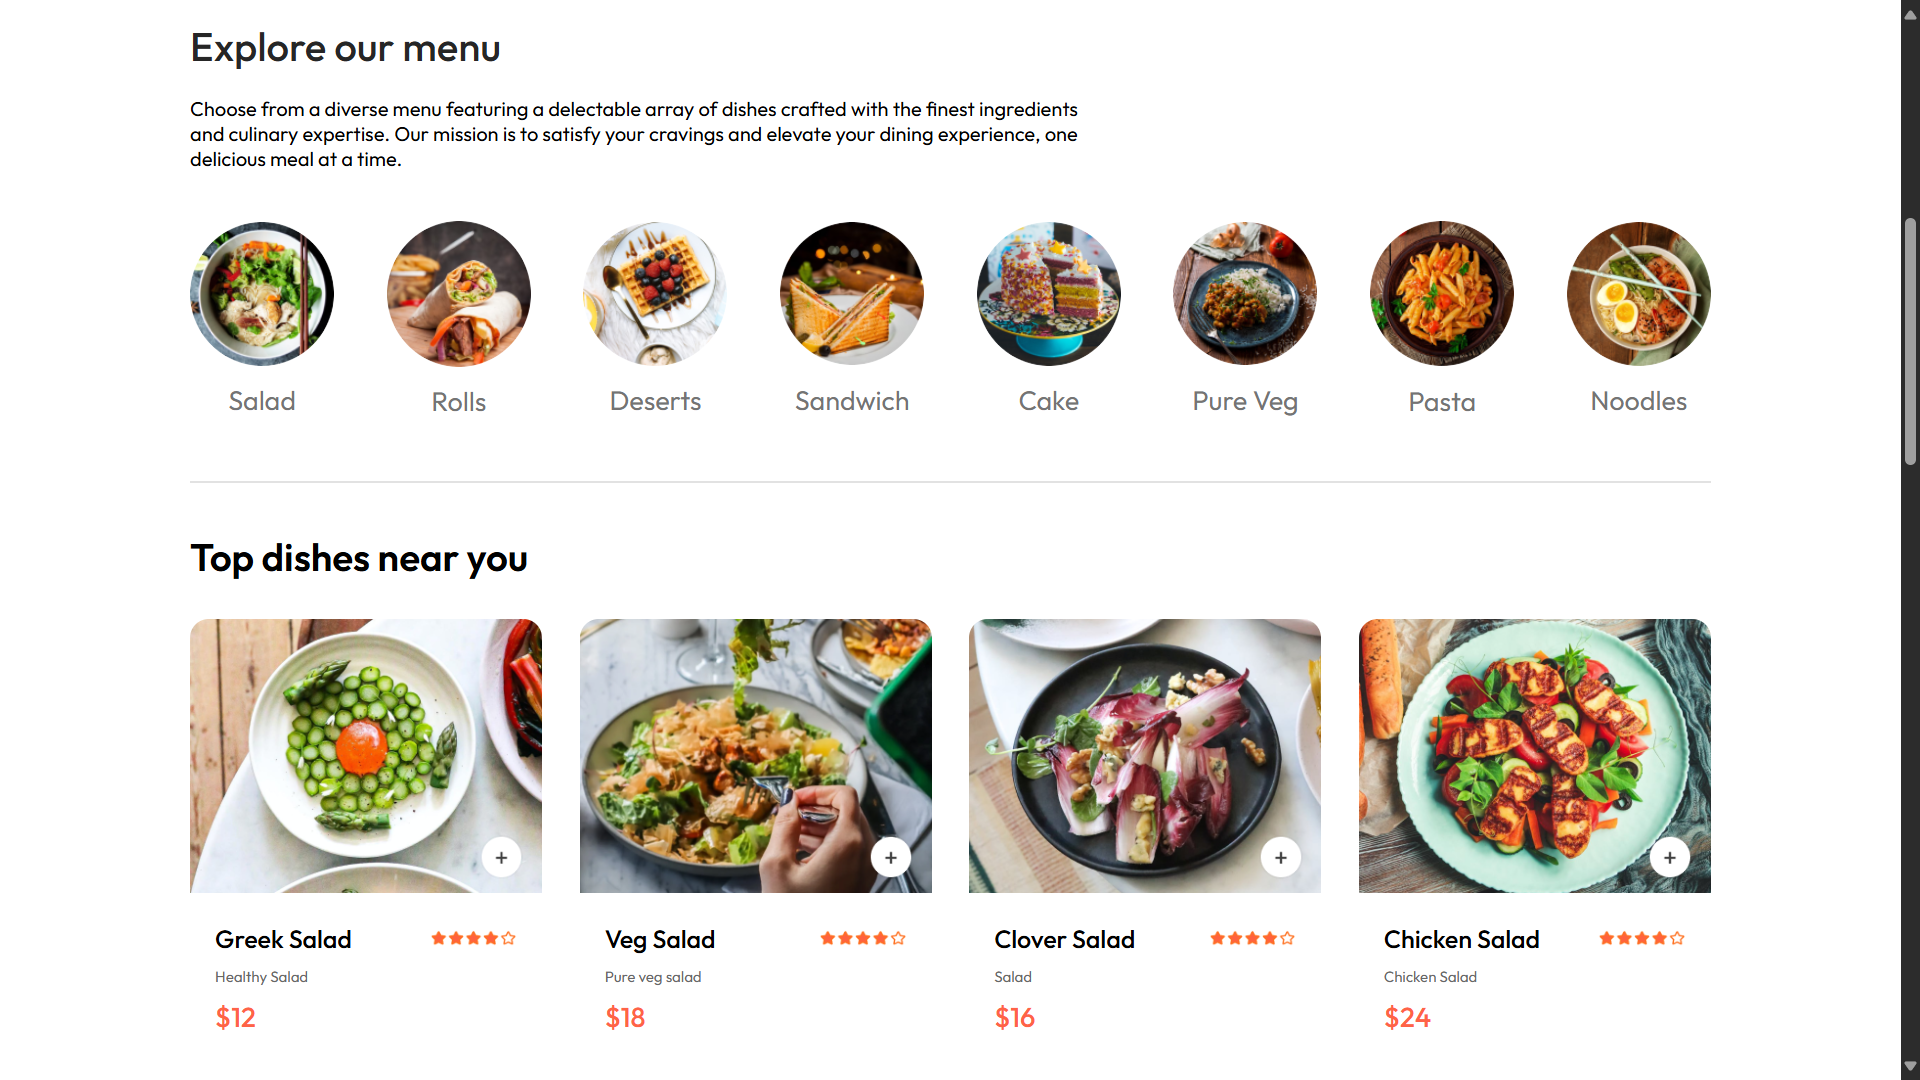 Explore our menu
Choose from a diverse menu featuring a delectable array of dishes crafted with the finest ingredients
and culinary expertise. Our mission is to satisfy your cravings and elevate your dining experience, one
delicious meal at a time.
Salad
Rolls
Deserts
Sandwich
Cake
Pure Veg
Pasta
Noodles
Top dishes near you
Greek Salad
Healthy Salad
$12
Veg Salad
Pure veg salad
$18
Clover Salad
Salad
$16
Chicken Salad
Chicken Salad
$24